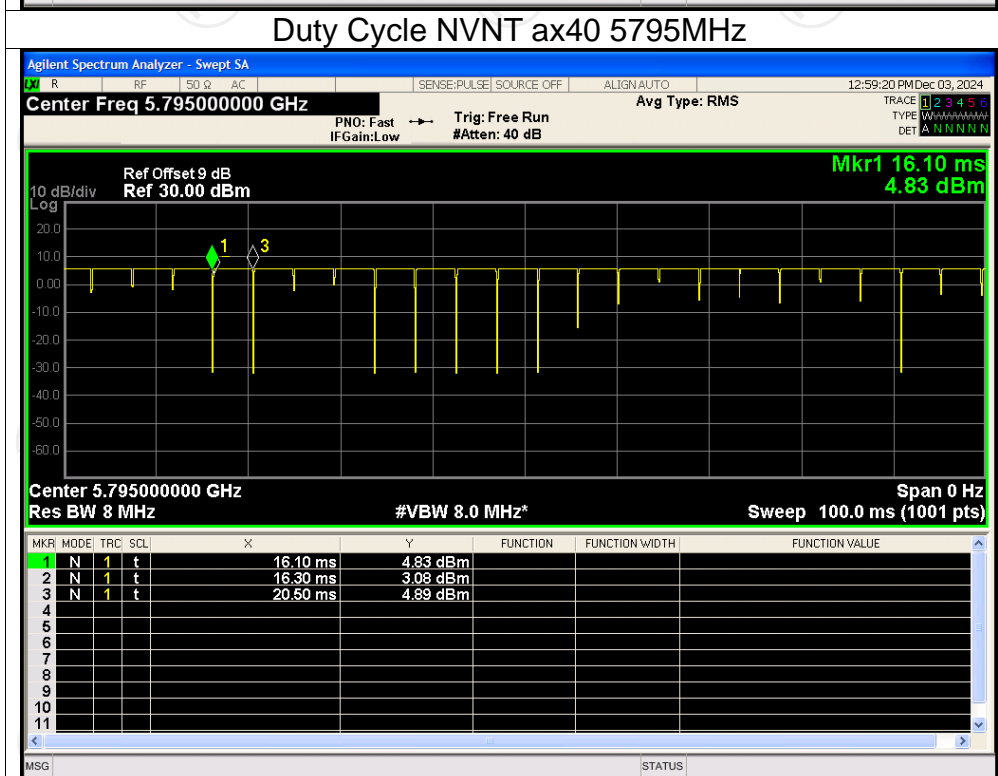 Duty Cycle NVNT ax40 5795MHz
Agilent Spectrum Analyzer - Swept SA
LXI R RF 50 Ω AC SENSE:PULSE SOURCE OFF ALIGN AUTO 12:59:20 PM Dec 03, 2024
Center Freq 5.795000000 GHz Avg Type: RMS TRACE 1 2 3 4 5 6
PNO: Fast Trig: Free Run TYPE W
IFGain:Low #Atten: 40 dB DET A N N N N N
Mkr1 16.10 ms
Ref Offset 9 dB
10 dB/div Ref 30.00 dBm 4.83 dBm
Log
20.0
1 3
10.0
0.00
-10.0
-20.0
-30.0
-40.0
-50.0
-60.0
Center 5.795000000 GHz Span 0 Hz
Res BW 8 MHz #VBW 8.0 MHz* Sweep 100.0 ms (1001 pts)
MKR MODE TRC SCL X Y FUNCTION FUNCTION WIDTH FUNCTION VALUE
1 N 1 t 16.10 ms 4.83 dBm
2 N 1 t 16.30 ms 3.08 dBm
3 N 1 t 20.50 ms 4.89 dBm
4
5
6
7
8
9
10
11
MSG STATUS